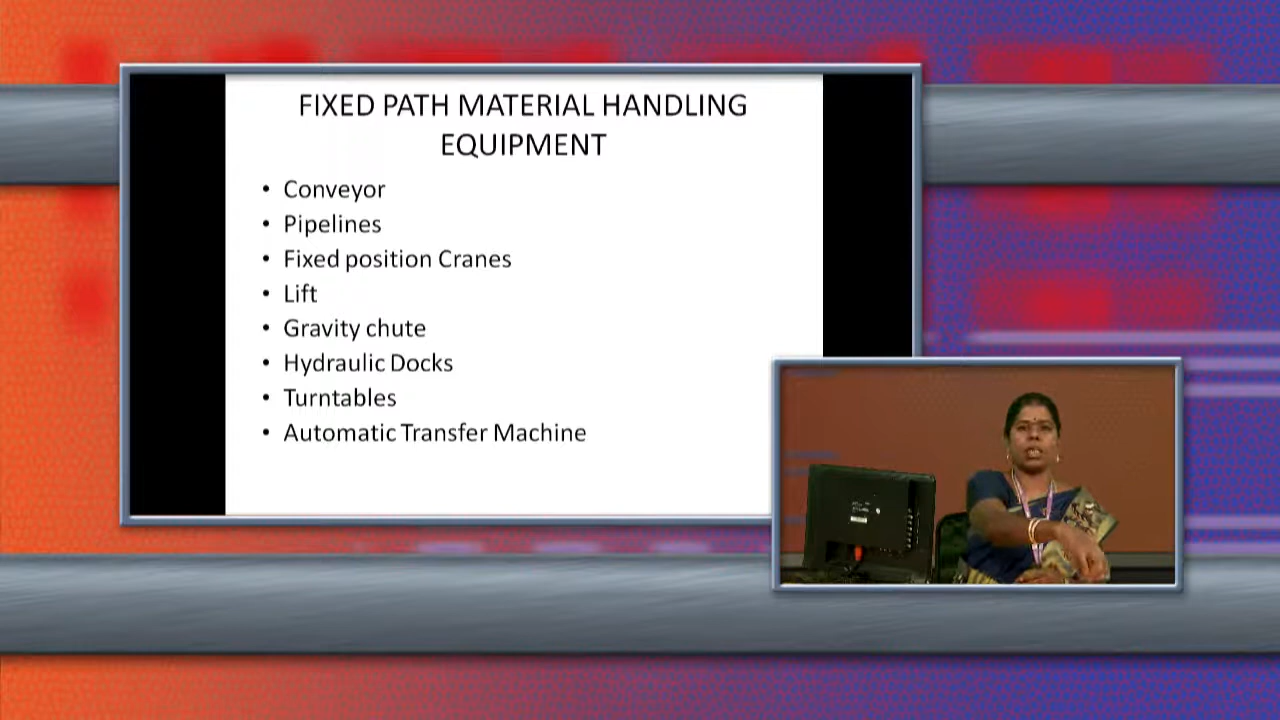 FIXED PATH MATERIAL HANDLING
EQUIPMENT
• Conveyor
• Pipelines
• Fixed position Cranes
• Lift
• Gravity chute
• Hydraulic Docks
• Turntables
• Automatic Transfer Machine